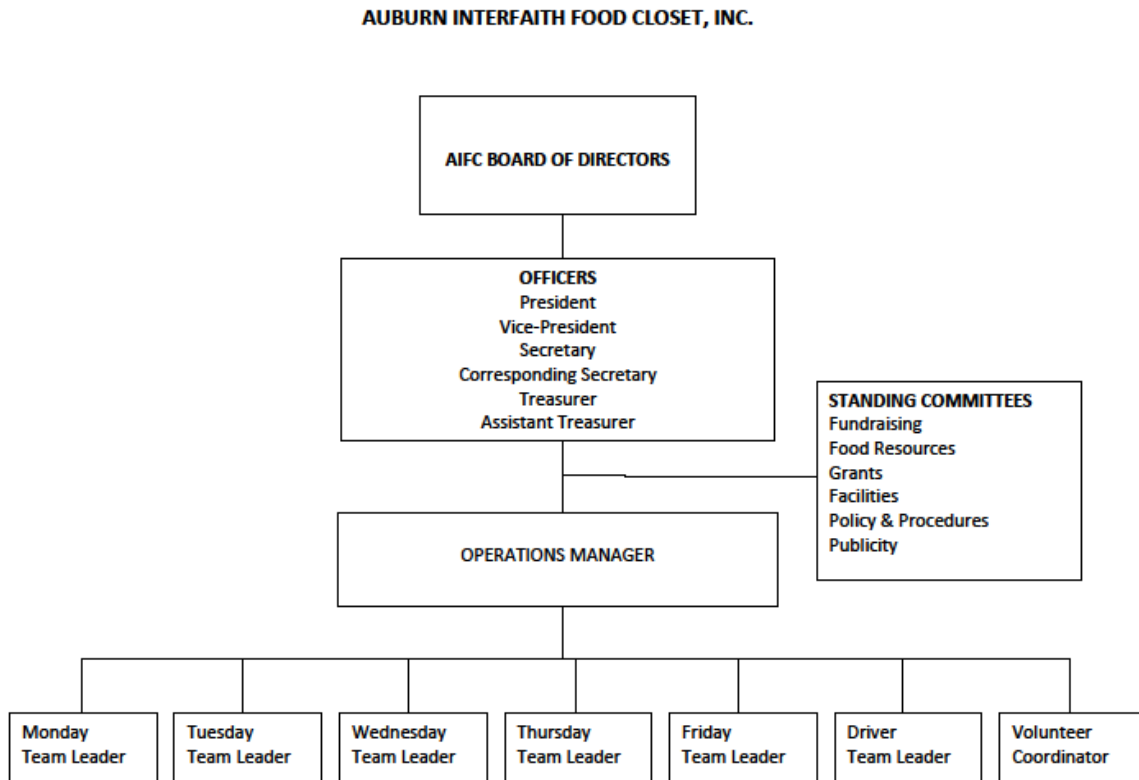 AUBURN INTERFAITH FOOD CLOSET, INC.
AIFC BOARD OF DIRECTORS
OFFICERS
President
Vice-President
Secretary
Corresponding Secretary
Treasurer
Assistant Treasurer
STANDING COMMITTEES
Fundraising
Food Resources
Grants
Facilities
Policy & Procedures
Publicity
OPERATIONS MANAGER
Monday
Team Leader
Tuesday
Team Leader
Wednesday
Team Leader
Thursday
Team Leader
Friday
Team Leader
Driver
Team Leader
Volunteer
Coordinator